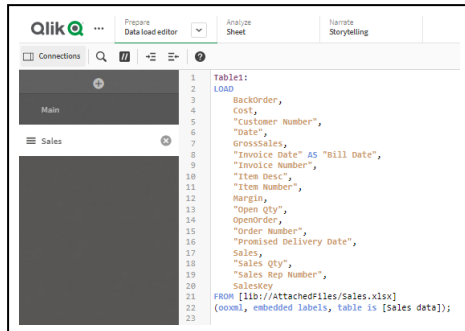 Qlik
...
Prepare
Data load editor
Analyze
Sheet
Narrate
Storytelling
Connections
Main
Sales
1 Table1:
2 LOAD
3 BackOrder,
4 Cost,
5 "Customer Number",
6 "Date",
7 GrossSales,
8 "Invoice Date" AS "Bill Date",
9 "Invoice Number",
10 "Item Desc",
11 "Item Number",
12 Margin,
13 "Open Qty",
14 OpenOrder,
15 "Order Number",
16 "Promised Delivery Date",
17 Sales,
18 "Sales Qty",
19 "Sales Rep Number",
20 SalesKey
21 FROM [lib://AttachedFiles/Sales.xlsx]
22 (ooxml, embedded labels, table is [Sales data]);
23